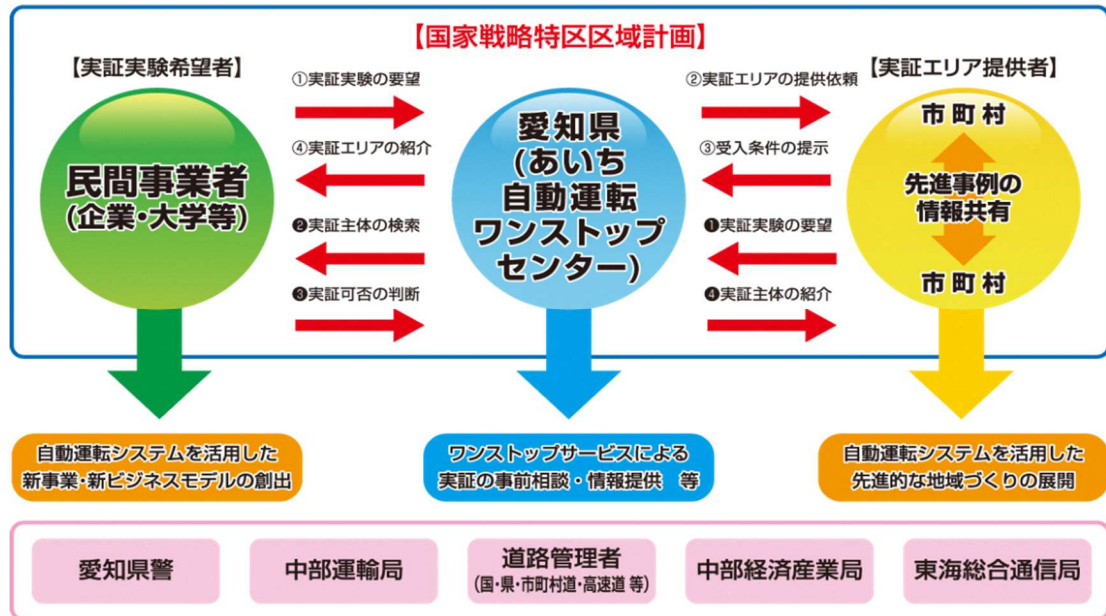 【国家戦略特区区域計画】
【実証実験希望者】
民間事業者
(企業・大学等)
①実証実験の要望
④実証エリアの紹介
❷実証主体の検索
❸実証可否の判断
愛知県
(あいち
自動運転
ワンストップ
センター)
②実証エリアの提供依頼
③受入条件の提示
❶実証実験の要望
❹実証主体の紹介
【実証エリア提供者】
市町村
先進事例の
情報共有
市町村
自動運転システムを活用した
新事業・新ビジネスモデルの創出
ワンストップサービスによる
実証の事前相談・情報提供 等
自動運転システムを活用した
先進的な地域づくりの展開
愛知県警
中部運輸局
道路管理者
(国・県・市町村道・高速道 等)
中部経済産業局
東海総合通信局